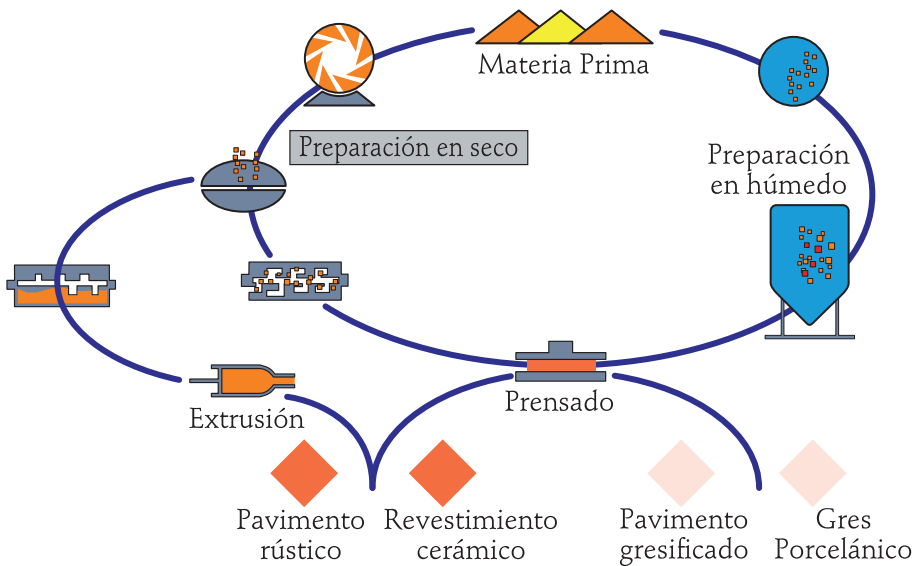 Materia Prima
Preparación en seco
Preparación
en húmedo
Extrusión
Prensado
Pavimento
rústico
Revestimiento
cerámico
Pavimento
gresificado
Gres
Porcelánico